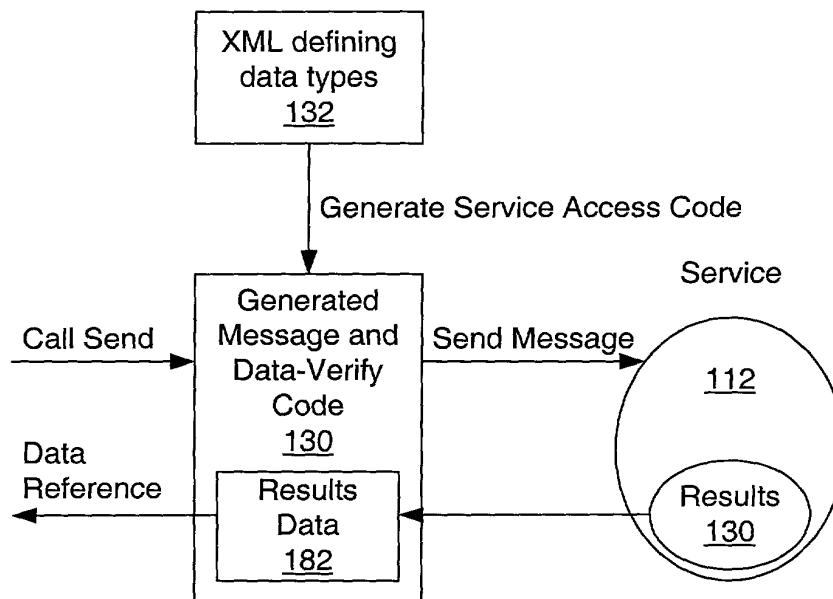 XML defining
data types
132
Generate Service Access Code
Service
Call Send
Generated
Message and
Data-Verify
Code
130
Send Message
112
Data
Reference
Results
Data
182
Results
130